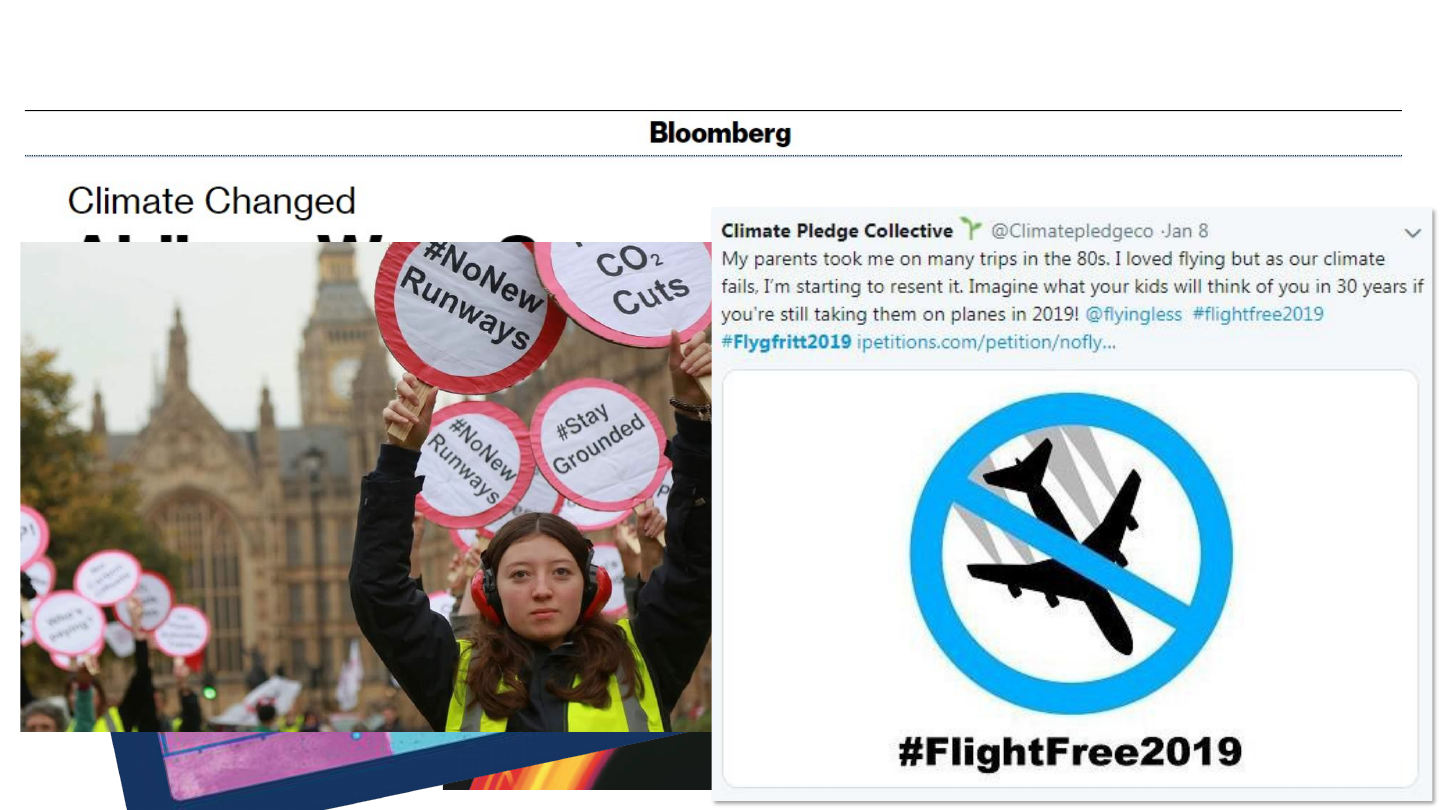 Bloomberg
Climate Changed
Climate Pledge Collective @Climatepledgeco ·Jan 8
My parents took me on many trips in the 80s. I loved flying but as our climate
fails, I'm starting to resent it. Imagine what your kids will think of you in 30 years if
you're still taking them on planes in 2019! @flyingless #flightfree2019
#Flygfritt2019 ipetitions.com/petition/nofly...
#NoNew
Runways
CO₂
Cuts
#NoNew
Runways
#Stay
Grounded
What's
#FlightFree2019